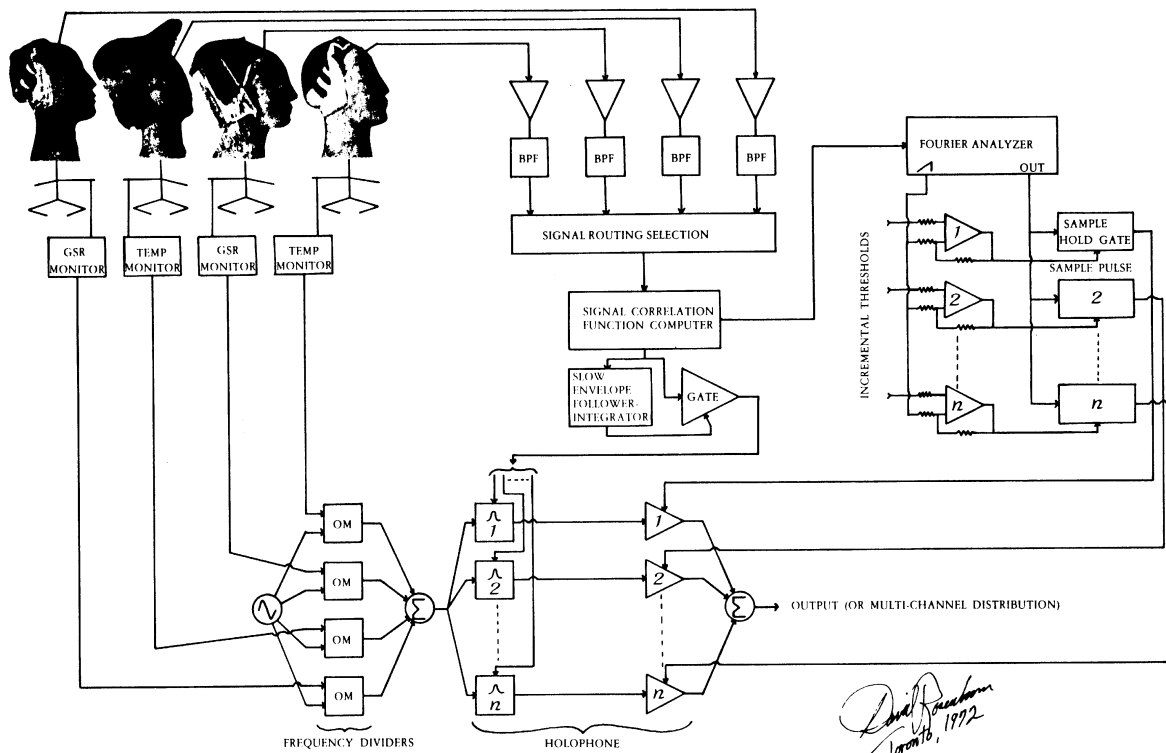 BPF
BPF
BPF
BPF
FOURIER ANALYZER
OUT
SIGNAL ROUTING SELECTION
GSR
MONITOR
TEMP
MONITOR
GSR
MONITOR
TEMP
MONITOR
INCREMENTAL THRESHOLDS
1
SAMPLE
HOLD GATE
SAMPLE PULSE
2
2
n
n
SIGNAL CORRELATION
FUNCTION COMPUTER
SLOW
ENVELOPE
FOLLOWER-
INTEGRATOR
GATE
OM
OM
OM
OM
Σ
1
2
n
1
2
n
Σ
OUTPUT (OR MULTI-CHANNEL DISTRIBUTION)
FREQUENCY DIVIDERS
HOLOPHONE
David Rosenboom
Toronto, 1972